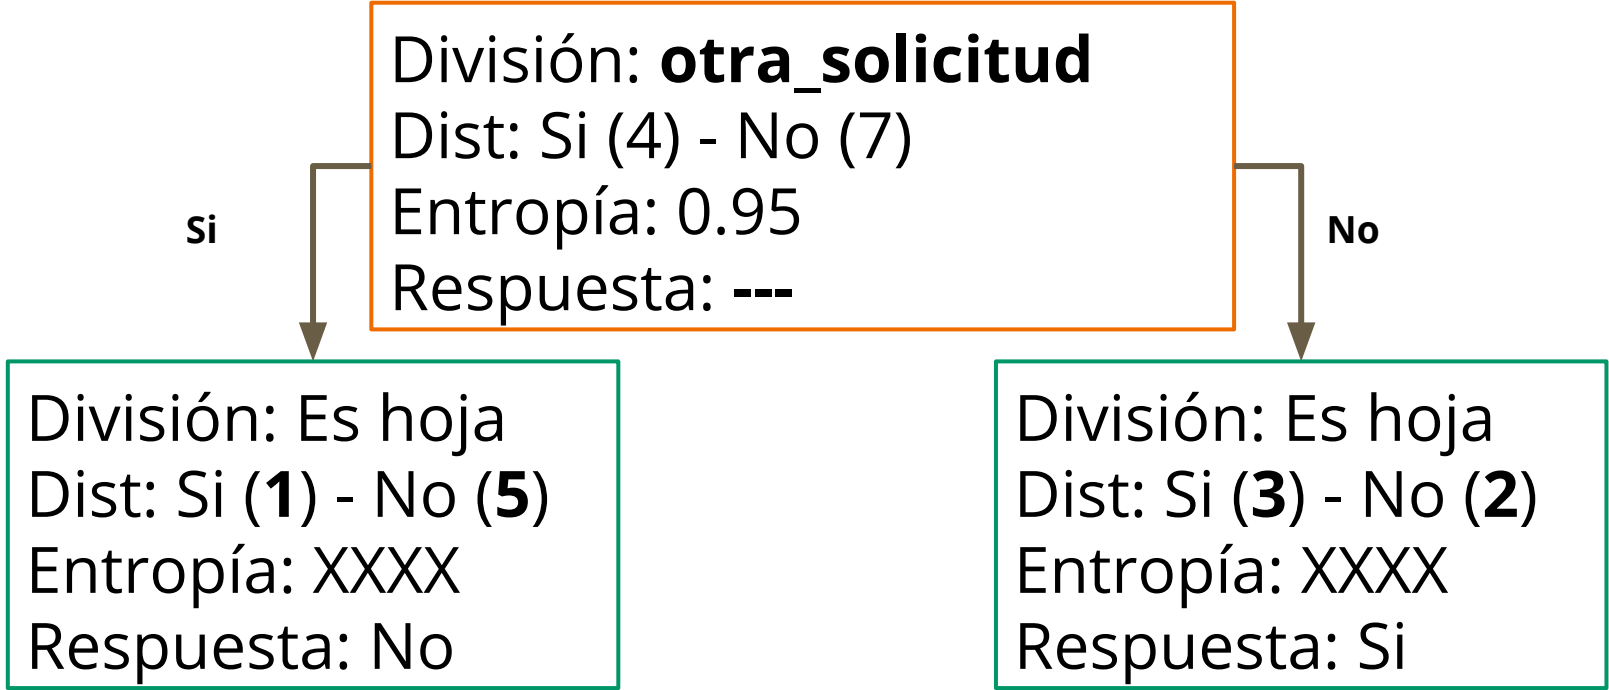 División: otra_solicitud
Dist: Si (4) - No (7)
Entropía: 0.95
Respuesta: ---
Si
No
División: Es hoja
Dist: Si (1) - No (5)
Entropía: XXXX
Respuesta: No
División: Es hoja
Dist: Si (3) - No (2)
Entropía: XXXX
Respuesta: Si